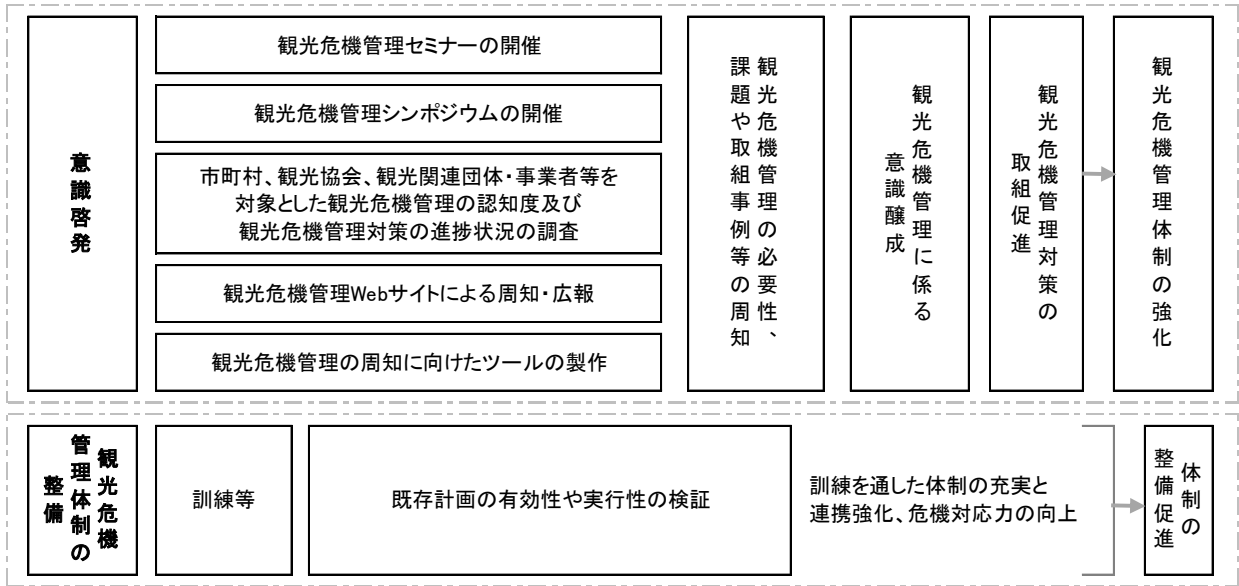 意識啓発
観光危機管理セミナーの開催
観光危機管理シンポジウムの開催
市町村、観光協会、観光関連団体・事業者等を
対象とした観光危機管理の認知度及び
観光危機管理対策の進捗状況の調査
観光危機管理Webサイトによる周知・広報
観光危機管理の周知に向けたツールの製作
観光危機管理の必要性、
課題や取組事例等の周知
観光危機管理に係る
意識醸成
観光危機管理対策の
取組促進
観光危機管理体制の強化
観光危機
管理体制の
整備
訓練等
既存計画の有効性や実行性の検証
訓練を通した体制の充実と
連携強化、危機対応力の向上
体制の
整備促進